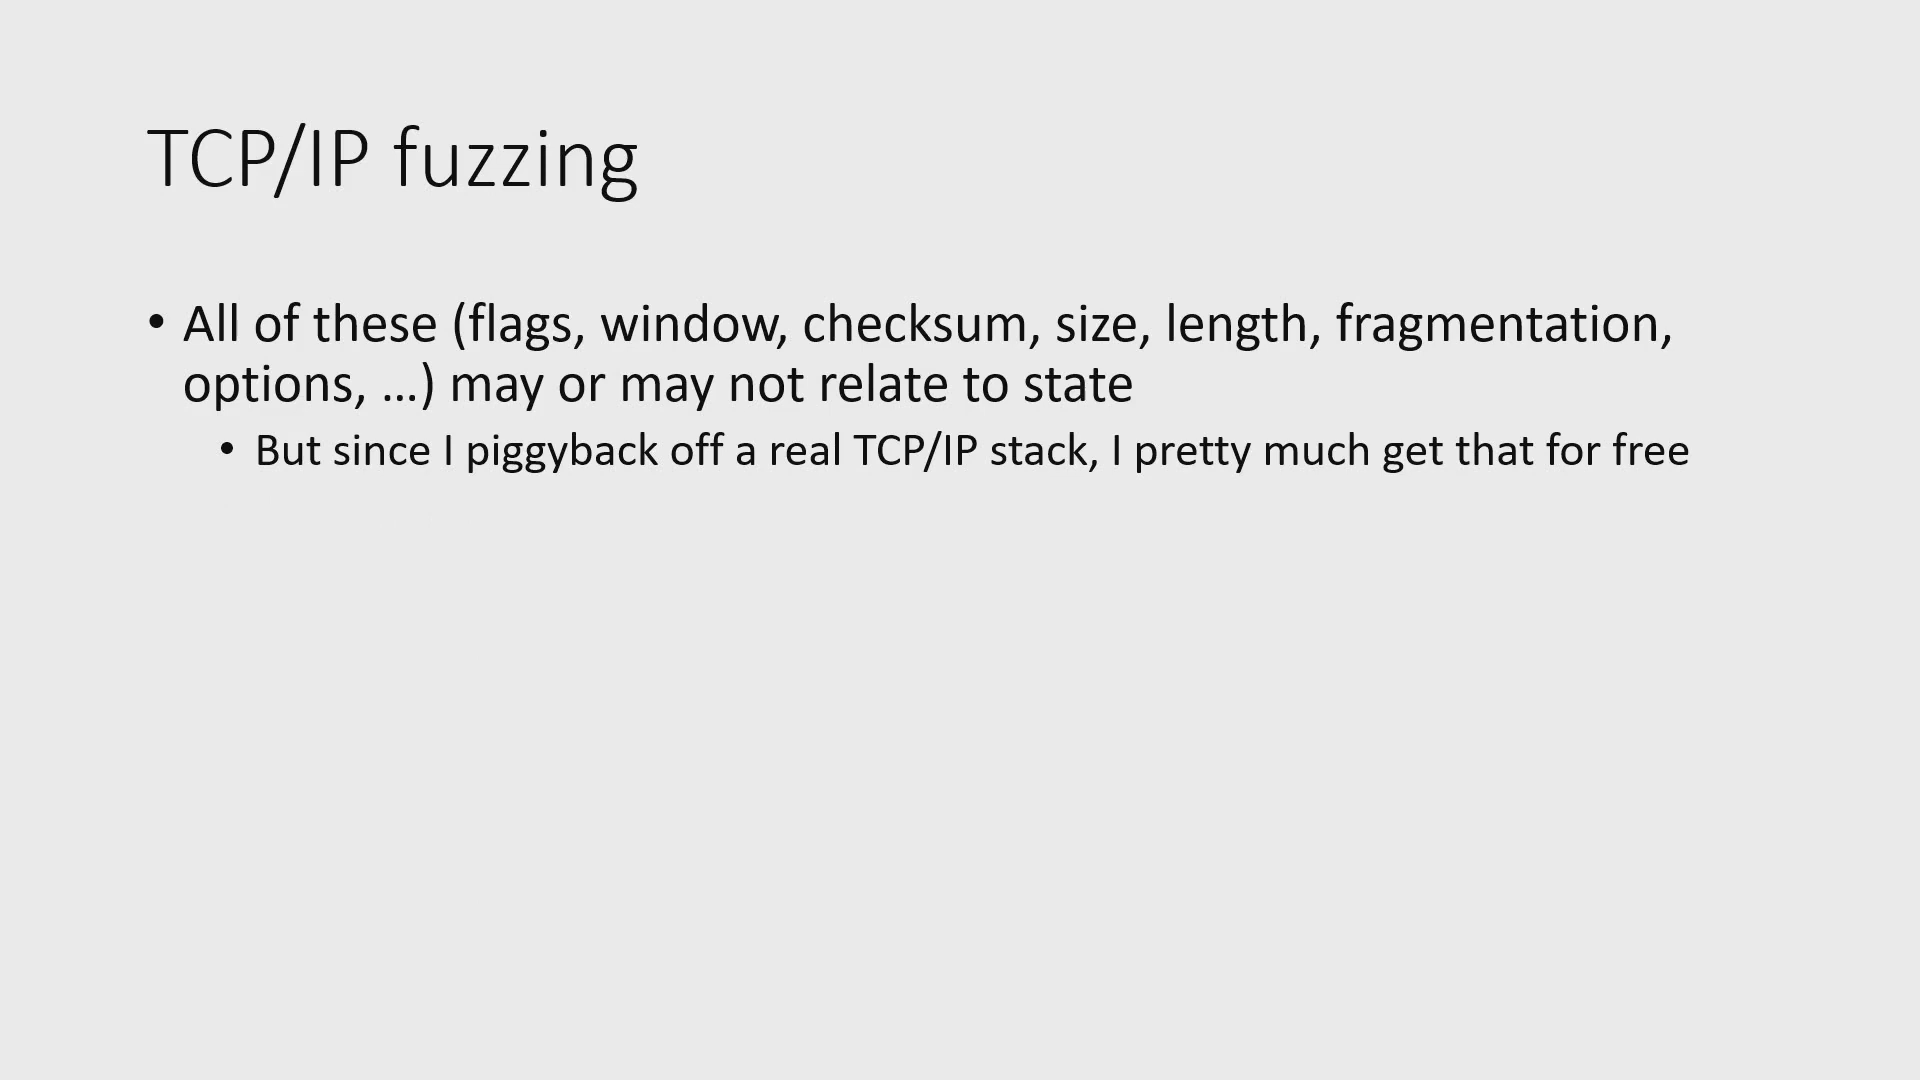 TCP/IP fuzzing
• All of these (flags, window, checksum, size, length, fragmentation,
options, ...) may or may not relate to state
• But since I piggyback off a real TCP/IP stack, I pretty much get that for free